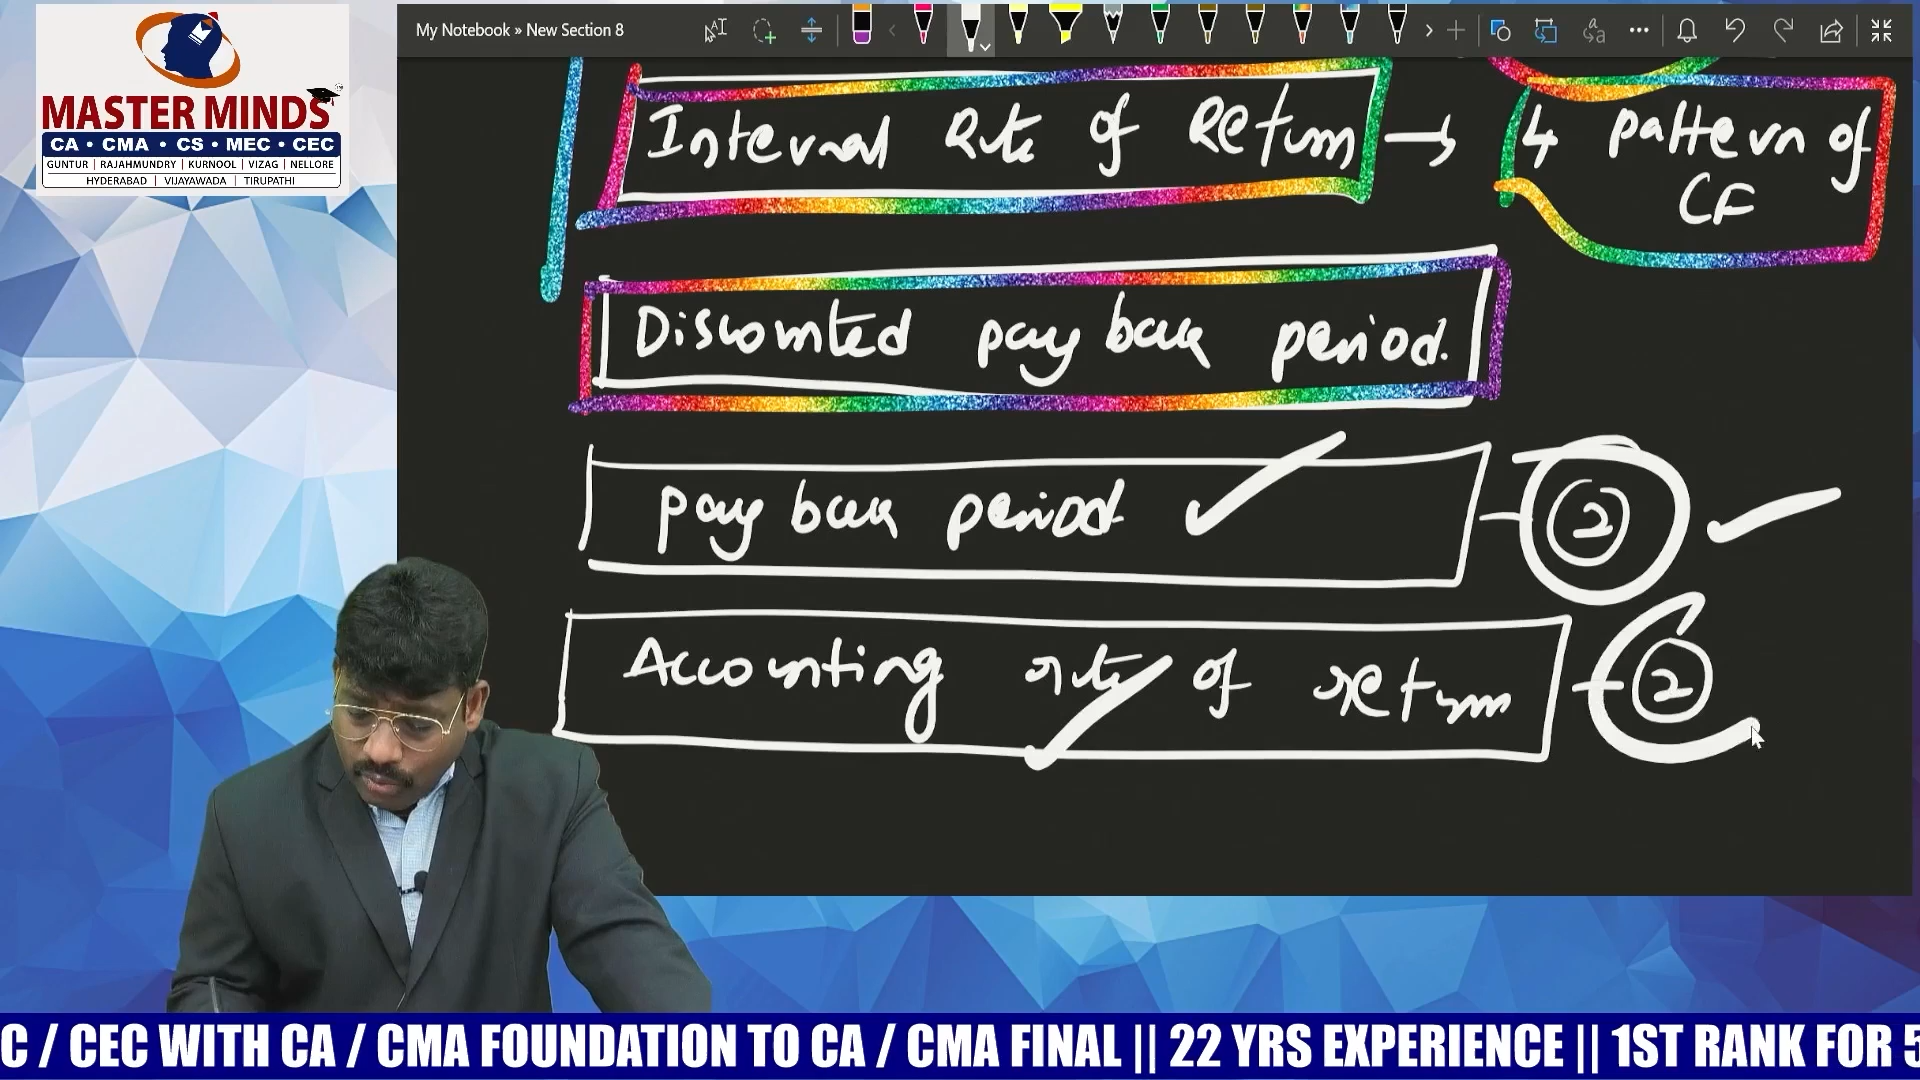 MASTER MINDS
CA • CMA • CS • MEC • CEC
GUNTUR | RAJAHMUNDRY | KURNOOL | VIZAG | NELLORE
HYDERABAD | VIJAYAWADA | TIRUPATHI
My Notebook » New Section 8
Internal Rate of Return → 4 pattern of
CF
Discounted pay back period.
pay back period ✓ - 2 ✓
Accounting rate of return - 2
C / CEC WITH CA / CMA FOUNDATION TO CA / CMA FINAL || 22 YRS EXPERIENCE || 1ST RANK FOR 5